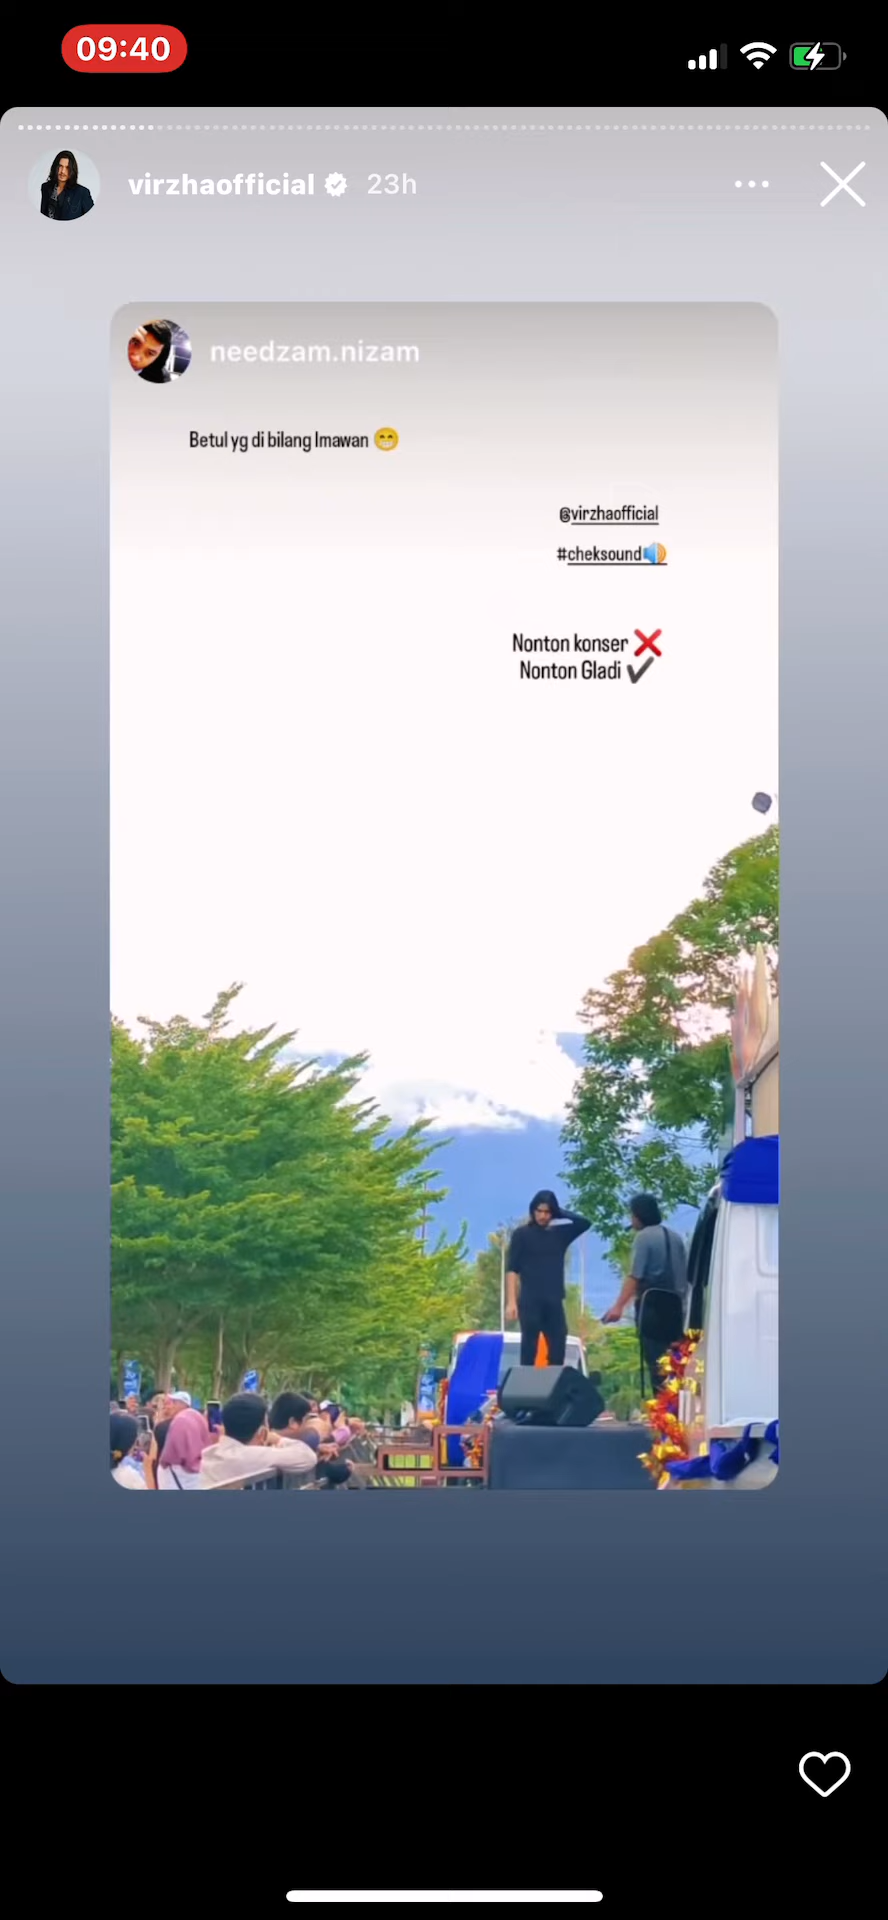 09:40
virzhaofficial 23h
needzam.nizam
Betul yg di bilang Imawan 😁
@virzhaofficial
#cheksound🔊
Nonton konser ❌
Nonton Gladi ✔️